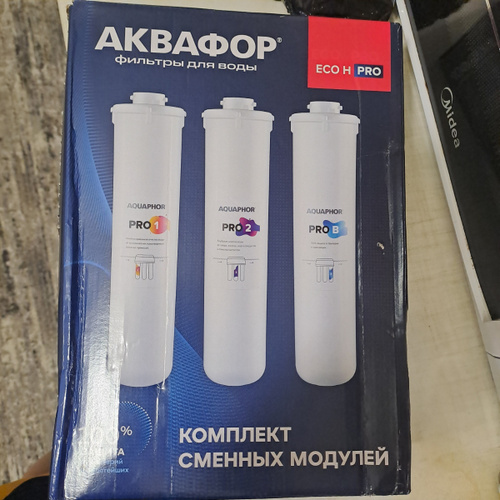 АКВАФОР®
фильтры для воды
ECO H PRO
Midea
AQUAPHOR
PRO 1
AQUAPHOR
PRO 2
AQUAPHOR
PRO B
КОМПЛЕКТ
СМЕННЫХ МОДУЛЕЙ